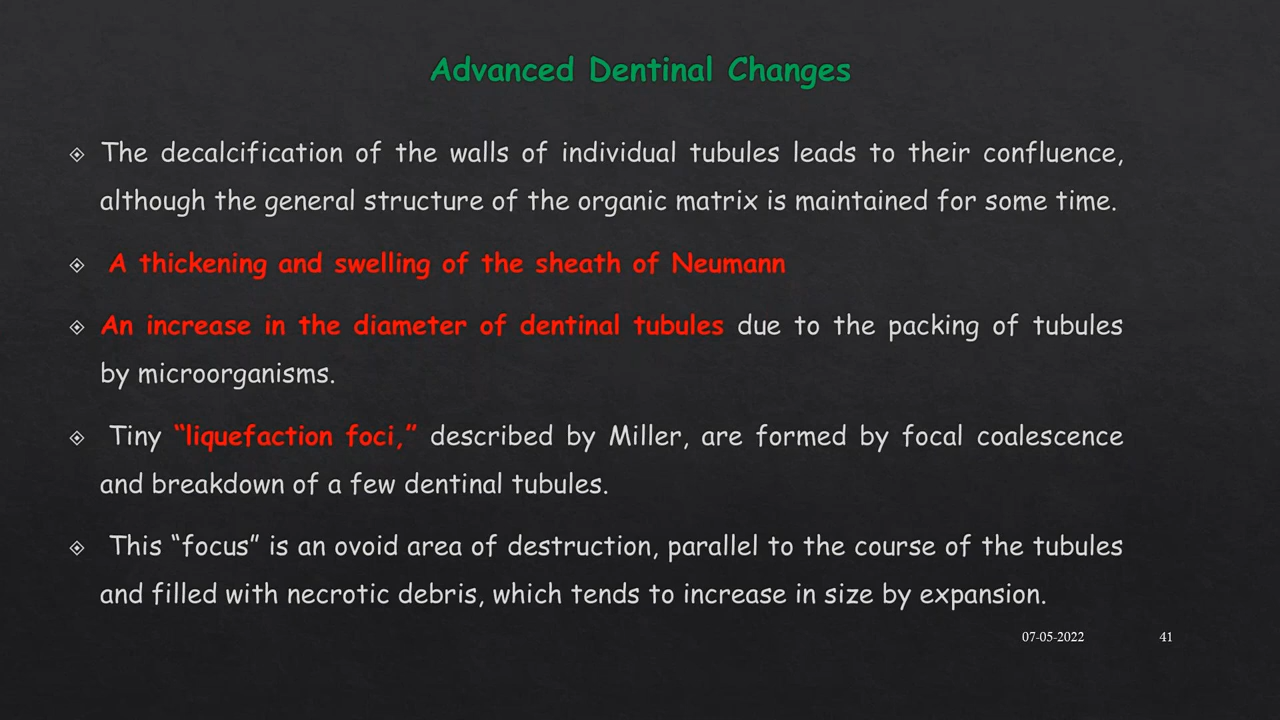 Advanced Dentinal Changes
The decalcification of the walls of individual tubules leads to their confluence,
although the general structure of the organic matrix is maintained for some time.
A thickening and swelling of the sheath of Neumann
An increase in the diameter of dentinal tubules due to the packing of tubules
by microorganisms.
Tiny “liquefaction foci,” described by Miller, are formed by focal coalescence
and breakdown of a few dentinal tubules.
This “focus” is an ovoid area of destruction, parallel to the course of the tubules
and filled with necrotic debris, which tends to increase in size by expansion.
07-05-2022 41